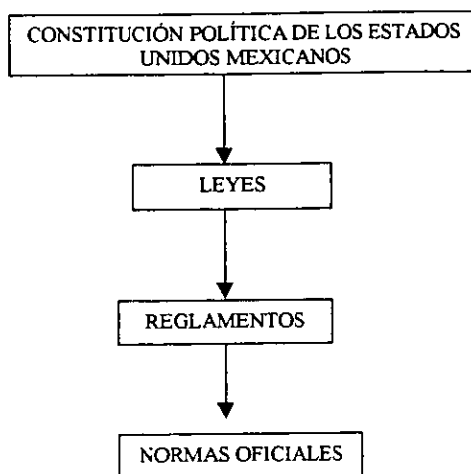 CONSTITUCIÓN POLÍTICA DE LOS ESTADOS
UNIDOS MEXICANOS
LEYES
REGLAMENTOS
NORMAS OFICIALES